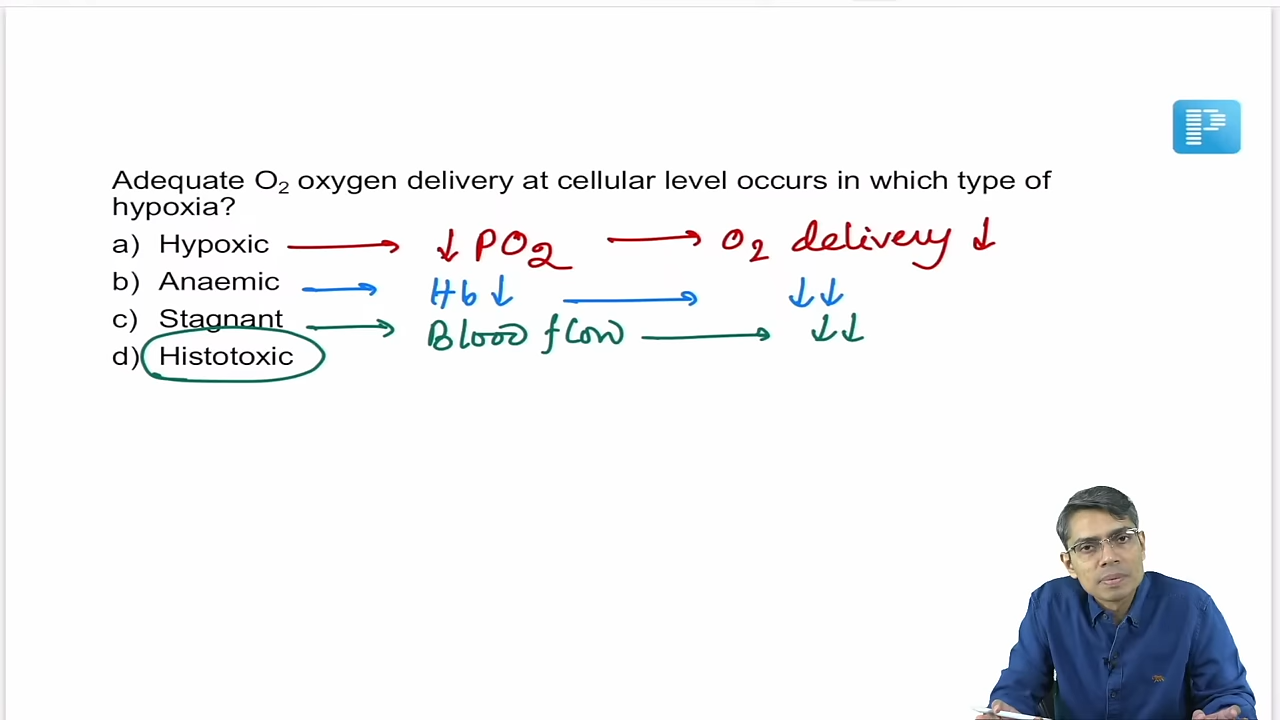 Adequate O₂ oxygen delivery at cellular level occurs in which type of
hypoxia?
a) Hypoxic → ↓ PO₂ → O₂ delivery ↓
b) Anaemic → Hb ↓ → ↓↓
c) Stagnant → Blood flow → ↓↓
d) Histotoxic
P